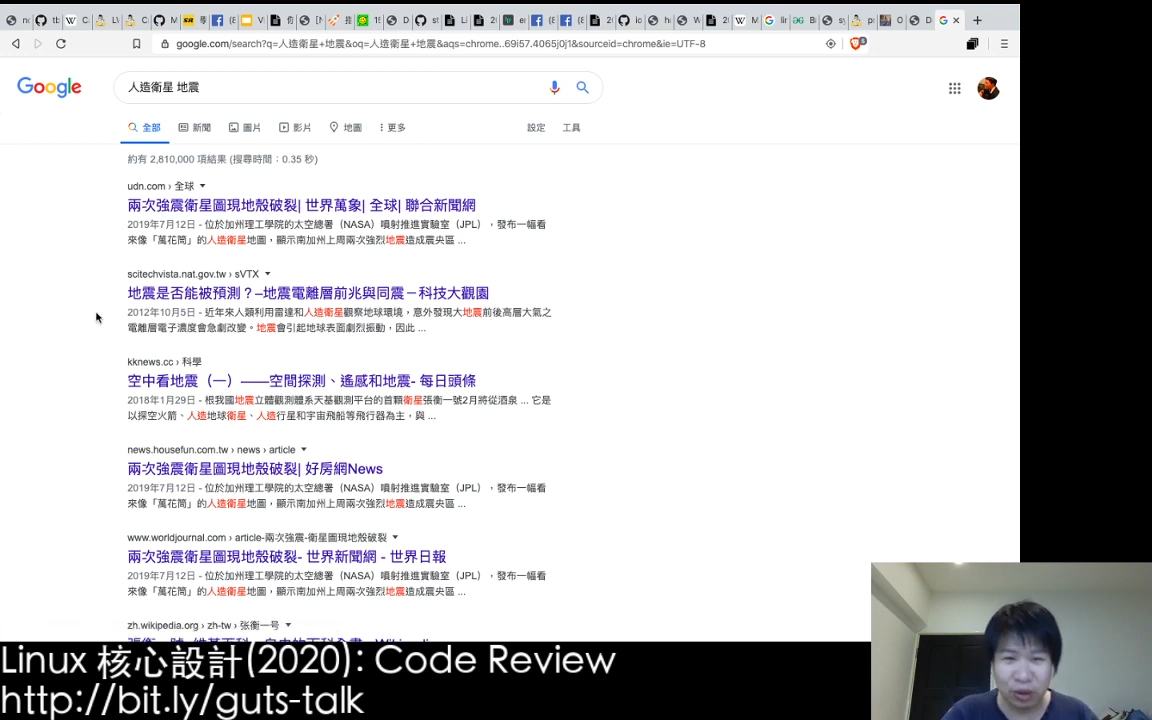 google.com/search?q=人造衛星+地震&oq=人造衛星+地震&aqs=chrome..69i57.4065j0j1&sourceid=chrome&ie=UTF-8
Google
人造衛星 地震
全部 新聞 圖片 影片 地圖 更多 設定 工具
約有 2,810,000 項結果 (搜尋時間：0.35 秒)
udn.com › 全球
兩次強震衛星圖現地殼破裂| 世界萬象| 全球| 聯合新聞網
2019年7月12日 - 位於加州理工學院的太空總署（NASA）噴射推進實驗室（JPL），發布一幅看
來像「萬花筒」的人造衛星地圖，顯示南加州上周兩次強烈地震造成震央區 ...
scitechvista.nat.gov.tw › sVTX
地震是否能被預測？–地震電離層前兆與同震－科技大觀園
2012年10月5日 - 近年來人類利用雷達和人造衛星觀察地球環境，意外發現大地震前後高層大氣之
電離層電子濃度會急劇改變。地震會引起地球表面劇烈振動，因此 ...
kknews.cc › 科學
空中看地震（一）——空間探測、遙感和地震- 每日頭條
2018年1月29日 - 根我國地震立體觀測體系天基觀測平台的首顆衛星張衡一號2月將從酒泉 ... 它是
以探空火箭、人造地球衛星、人造行星和宇宙飛船等飛行器為主，與 ...
news.housefun.com.tw › news › article
兩次強震衛星圖現地殼破裂| 好房網News
2019年7月12日 - 位於加州理工學院的太空總署（NASA）噴射推進實驗室（JPL），發布一幅看
來像「萬花筒」的人造衛星地圖，顯示南加州上周兩次強烈地震造成震央區 ...
www.worldjournal.com › article-兩次強震-衛星圖現地殼破裂
兩次強震衛星圖現地殼破裂- 世界新聞網 - 世界日報
2019年7月12日 - 位於加州理工學院的太空總署（NASA）噴射推進實驗室（JPL），發布一幅看
來像「萬花筒」的人造衛星地圖，顯示南加州上周兩次強烈地震造成震央區 ...
zh.wikipedia.org › zh-tw › 张衡一号
Linux 核心設計(2020): Code Review
http://bit.ly/guts-talk